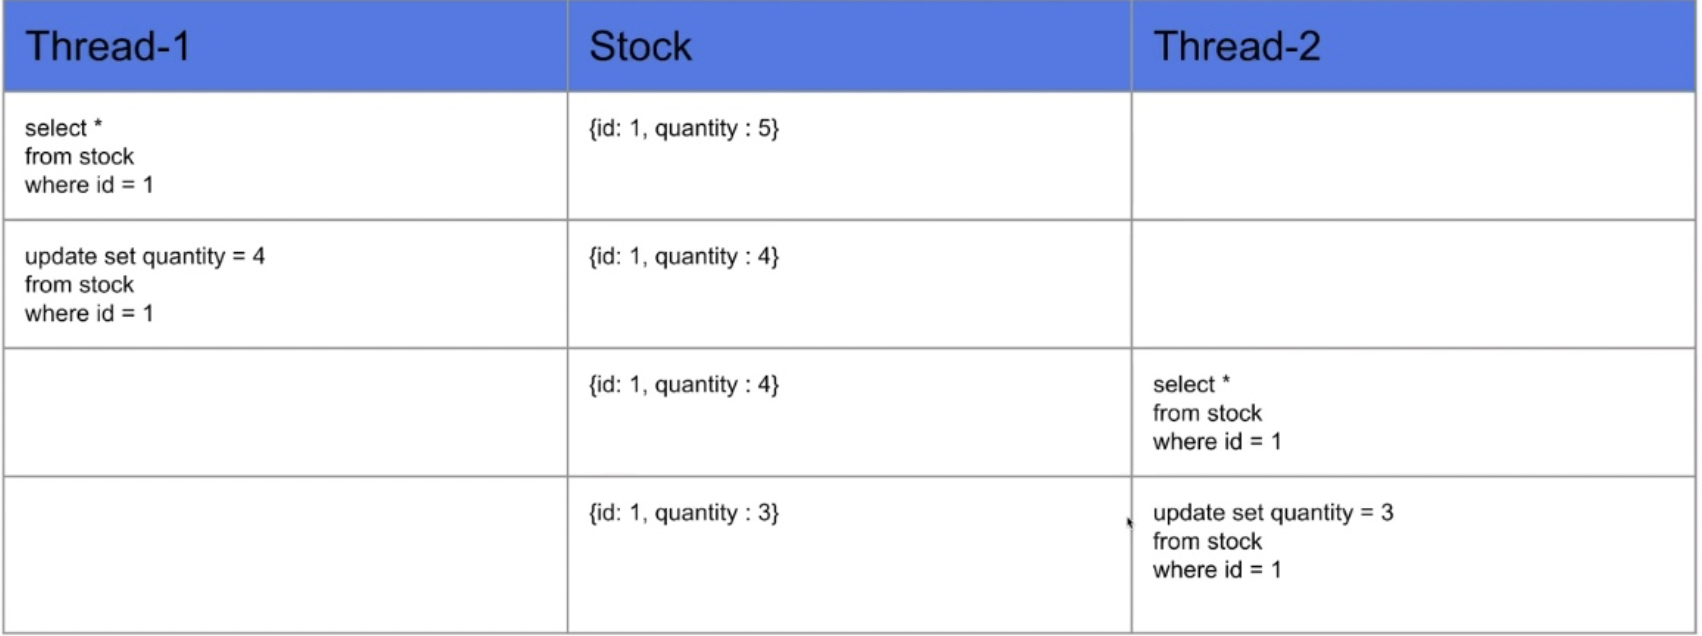 Thread-1
Stock
Thread-2
select *
from stock
where id = 1
{id: 1, quantity : 5}
update set quantity = 4
from stock
where id = 1
{id: 1, quantity : 4}
{id: 1, quantity : 4}
select *
from stock
where id = 1
{id: 1, quantity : 3}
update set quantity = 3
from stock
where id = 1